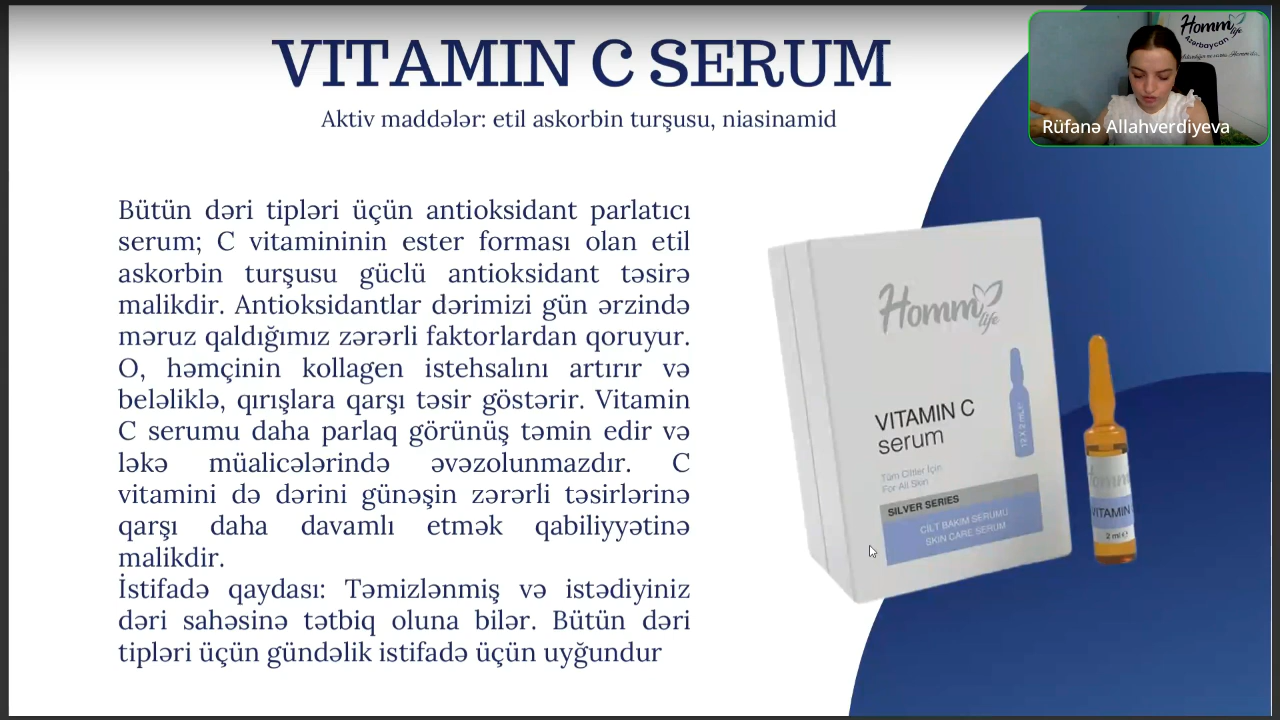 VITAMIN C SERUM
Aktiv maddələr: etil askorbin turşusu, niasinamid
Bütün dəri tipləri üçün antioksidant parlatıcı
serum; C vitamininin ester forması olan etil
askorbin turşusu güclü antioksidant təsirə
malikdir. Antioksidantlar dərimizi gün ərzində
məruz qaldığımız zərərli faktorlardan qoruyur.
O, həmçinin kollagen istehsalını artırır və
beləliklə, qırışlara qarşı təsir göstərir. Vitamin
C serumu daha parlaq görünüş təmin edir və
ləkə müalicələrində əvəzolunmazdır. C
vitamini də dərini günəşin zərərli təsirlərinə
qarşı daha davamlı etmək qabiliyyətinə
malikdir.
İstifadə qaydası: Təmizlənmiş və istədiyiniz
dəri sahəsinə tətbiq oluna bilər. Bütün dəri
tipləri üçün gündəlik istifadə üçün uyğundur
Homm
life
VITAMIN C
serum
12 X 2 mL ℮
Tüm Ciltler İçin
For All Skin
SILVER SERIES
CİLT BAKIM SERUMU
SKIN CARE SERUM
Homm
VITAMIN
2 ml ℮
Homm
life
Azərbaycan
Rüfanə Allahverdiyeva